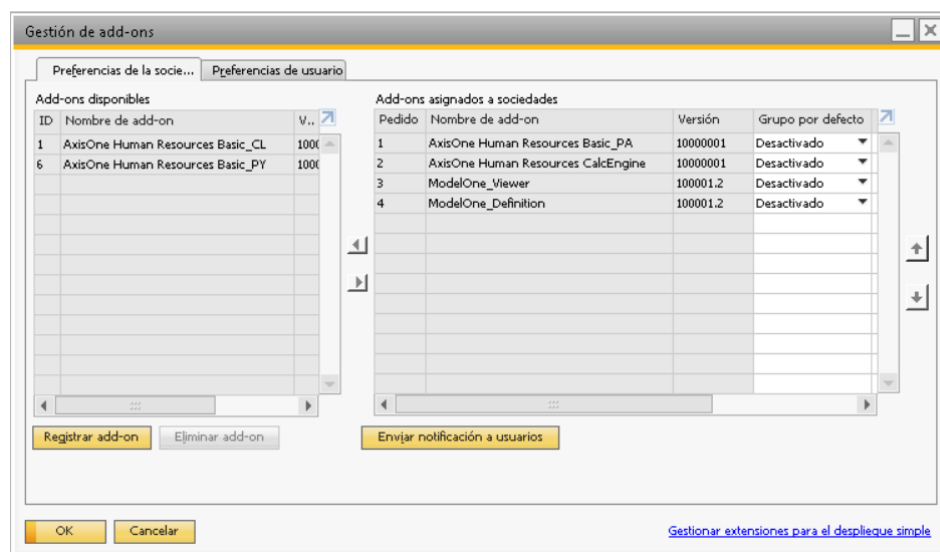 Gestión de add-ons
Preferencias de la socie... Preferencias de usuario
Add-ons disponibles
ID Nombre de add-on V..
1 AxisOne Human Resources Basic_CL 1000
6 AxisOne Human Resources Basic_PY 1000
Add-ons asignados a sociedades
Pedido Nombre de add-on Versión Grupo por defecto
1 AxisOne Human Resources Basic_PA 10000001 Desactivado
2 AxisOne Human Resources CalcEngine 10000001 Desactivado
3 ModelOne_Viewer 100001.2 Desactivado
4 ModelOne_Definition 100001.2 Desactivado
Registrar add-on Eliminar add-on Enviar notificación a usuarios
OK Cancelar Gestionar extensiones para el despliegue simple